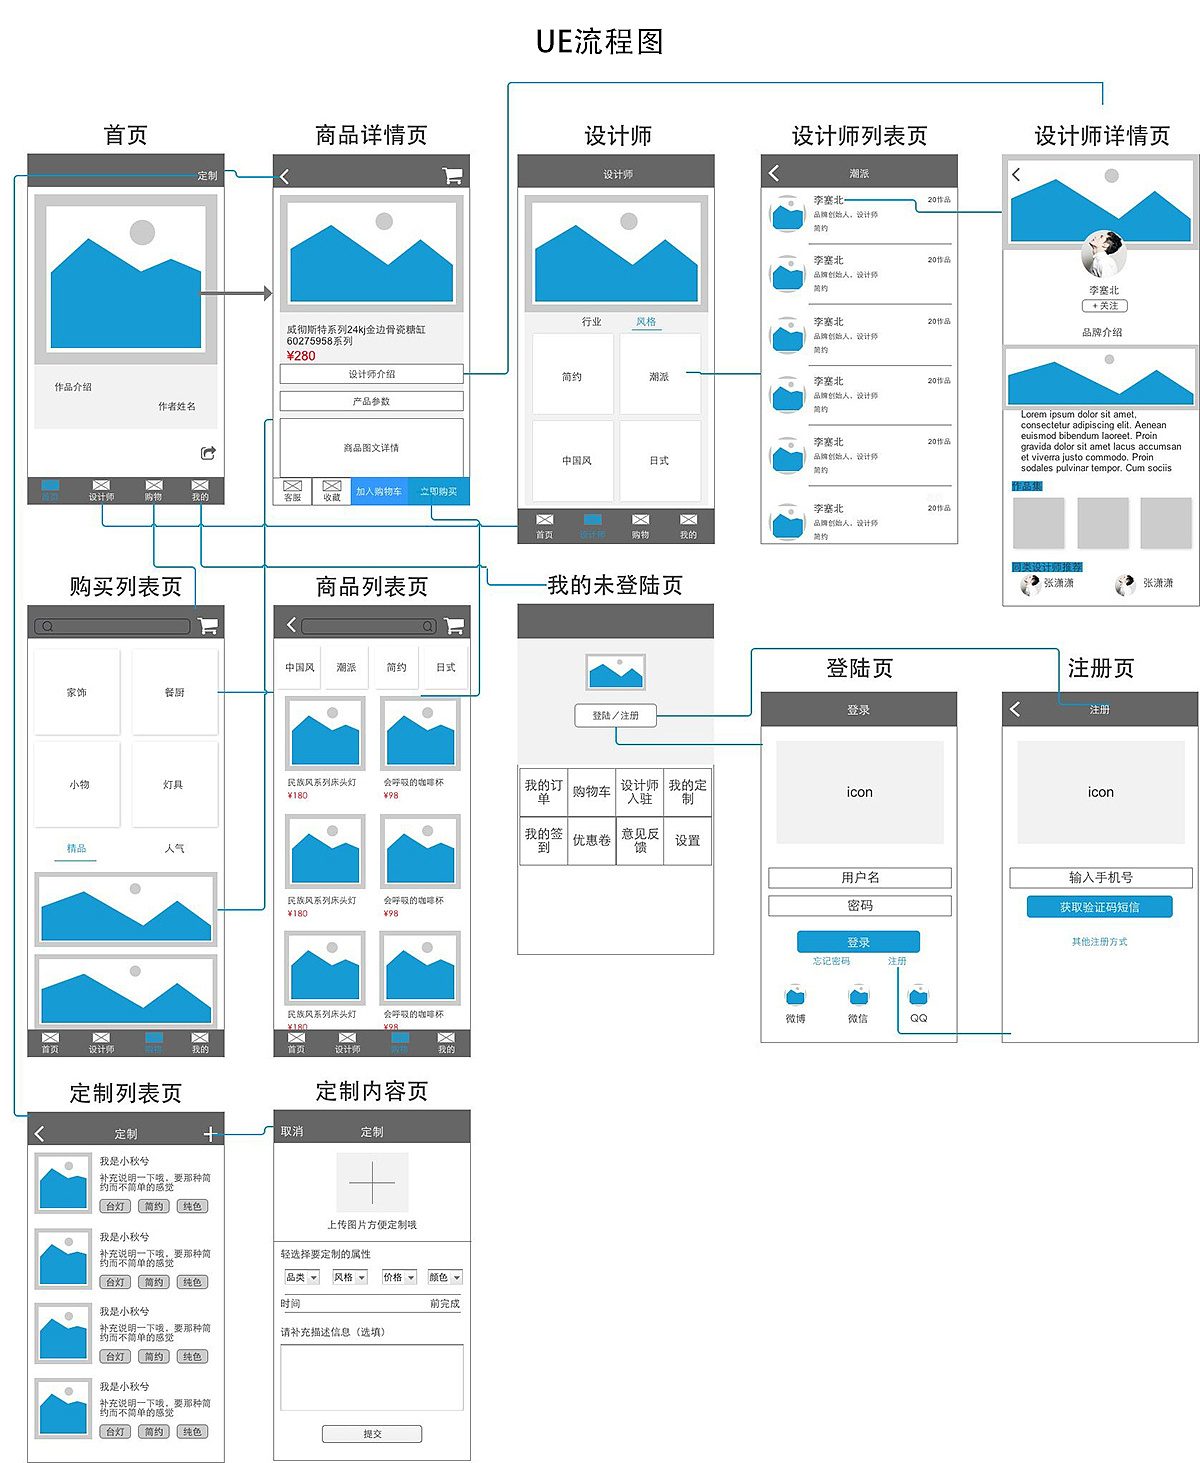 UE流程图
首页
定制
作品介绍
作者姓名
首页
设计师
购物
我的
商品详情页
威彻斯特系列24kj金边骨瓷糖缸
60275958系列
¥280
设计师介绍
产品参数
商品图文详情
客服
收藏
加入购物车
立即购买
设计师
设计师
行业
风格
简约
潮派
中国风
日式
首页
设计师
购物
我的
设计师列表页
潮派
李塞北
20作品
品牌创始人、设计师
简约
李塞北
20作品
品牌创始人、设计师
简约
李塞北
20作品
品牌创始人、设计师
简约
李塞北
20作品
品牌创始人、设计师
简约
李塞北
20作品
品牌创始人、设计师
简约
李塞北
20作品
品牌创始人、设计师
简约
设计师详情页
李塞北
+关注
品牌介绍
Lorem ipsum dolor sit amet,
consectetur adipiscing elit. Aenean
euismod bibendum laoreet. Proin
gravida dolor sit amet lacus accumsan
et viverra justo commodo. Proin
sodales pulvinar tempor. Cum sociis
作品集
同类设计师推荐
张潇潇
张潇潇
购买列表页
家饰
餐厨
小物
灯具
精品
人气
首页
设计师
购物
我的
商品列表页
中国风
潮派
简约
日式
民族风系列床头灯
¥180
会呼吸的咖啡杯
¥98
民族风系列床头灯
¥180
会呼吸的咖啡杯
¥98
民族风系列床头灯
¥180
会呼吸的咖啡杯
¥98
首页
设计师
购物
我的
我的未登陆页
登陆／注册
我的订
单
购物车
设计师
入驻
我的定
制
我的签
到
优惠卷
意见反
馈
设置
登陆页
登录
icon
用户名
密码
登录
忘记密码
注册
微博
微信
QQ
注册页
注册
icon
输入手机号
获取验证码短信
其他注册方式
定制列表页
定制
我是小秋兮
补充说明一下哦，要那种简
约而不简单的感觉
台灯
简约
纯色
我是小秋兮
补充说明一下哦，要那种简
约而不简单的感觉
台灯
简约
纯色
我是小秋兮
补充说明一下哦，要那种简
约而不简单的感觉
台灯
简约
纯色
我是小秋兮
补充说明一下哦，要那种简
约而不简单的感觉
台灯
简约
纯色
定制内容页
取消
定制
上传图片方便定制哦
轻选择要定制的属性
品类
风格
价格
颜色
时间
前完成
请补充描述信息（选填）
提交